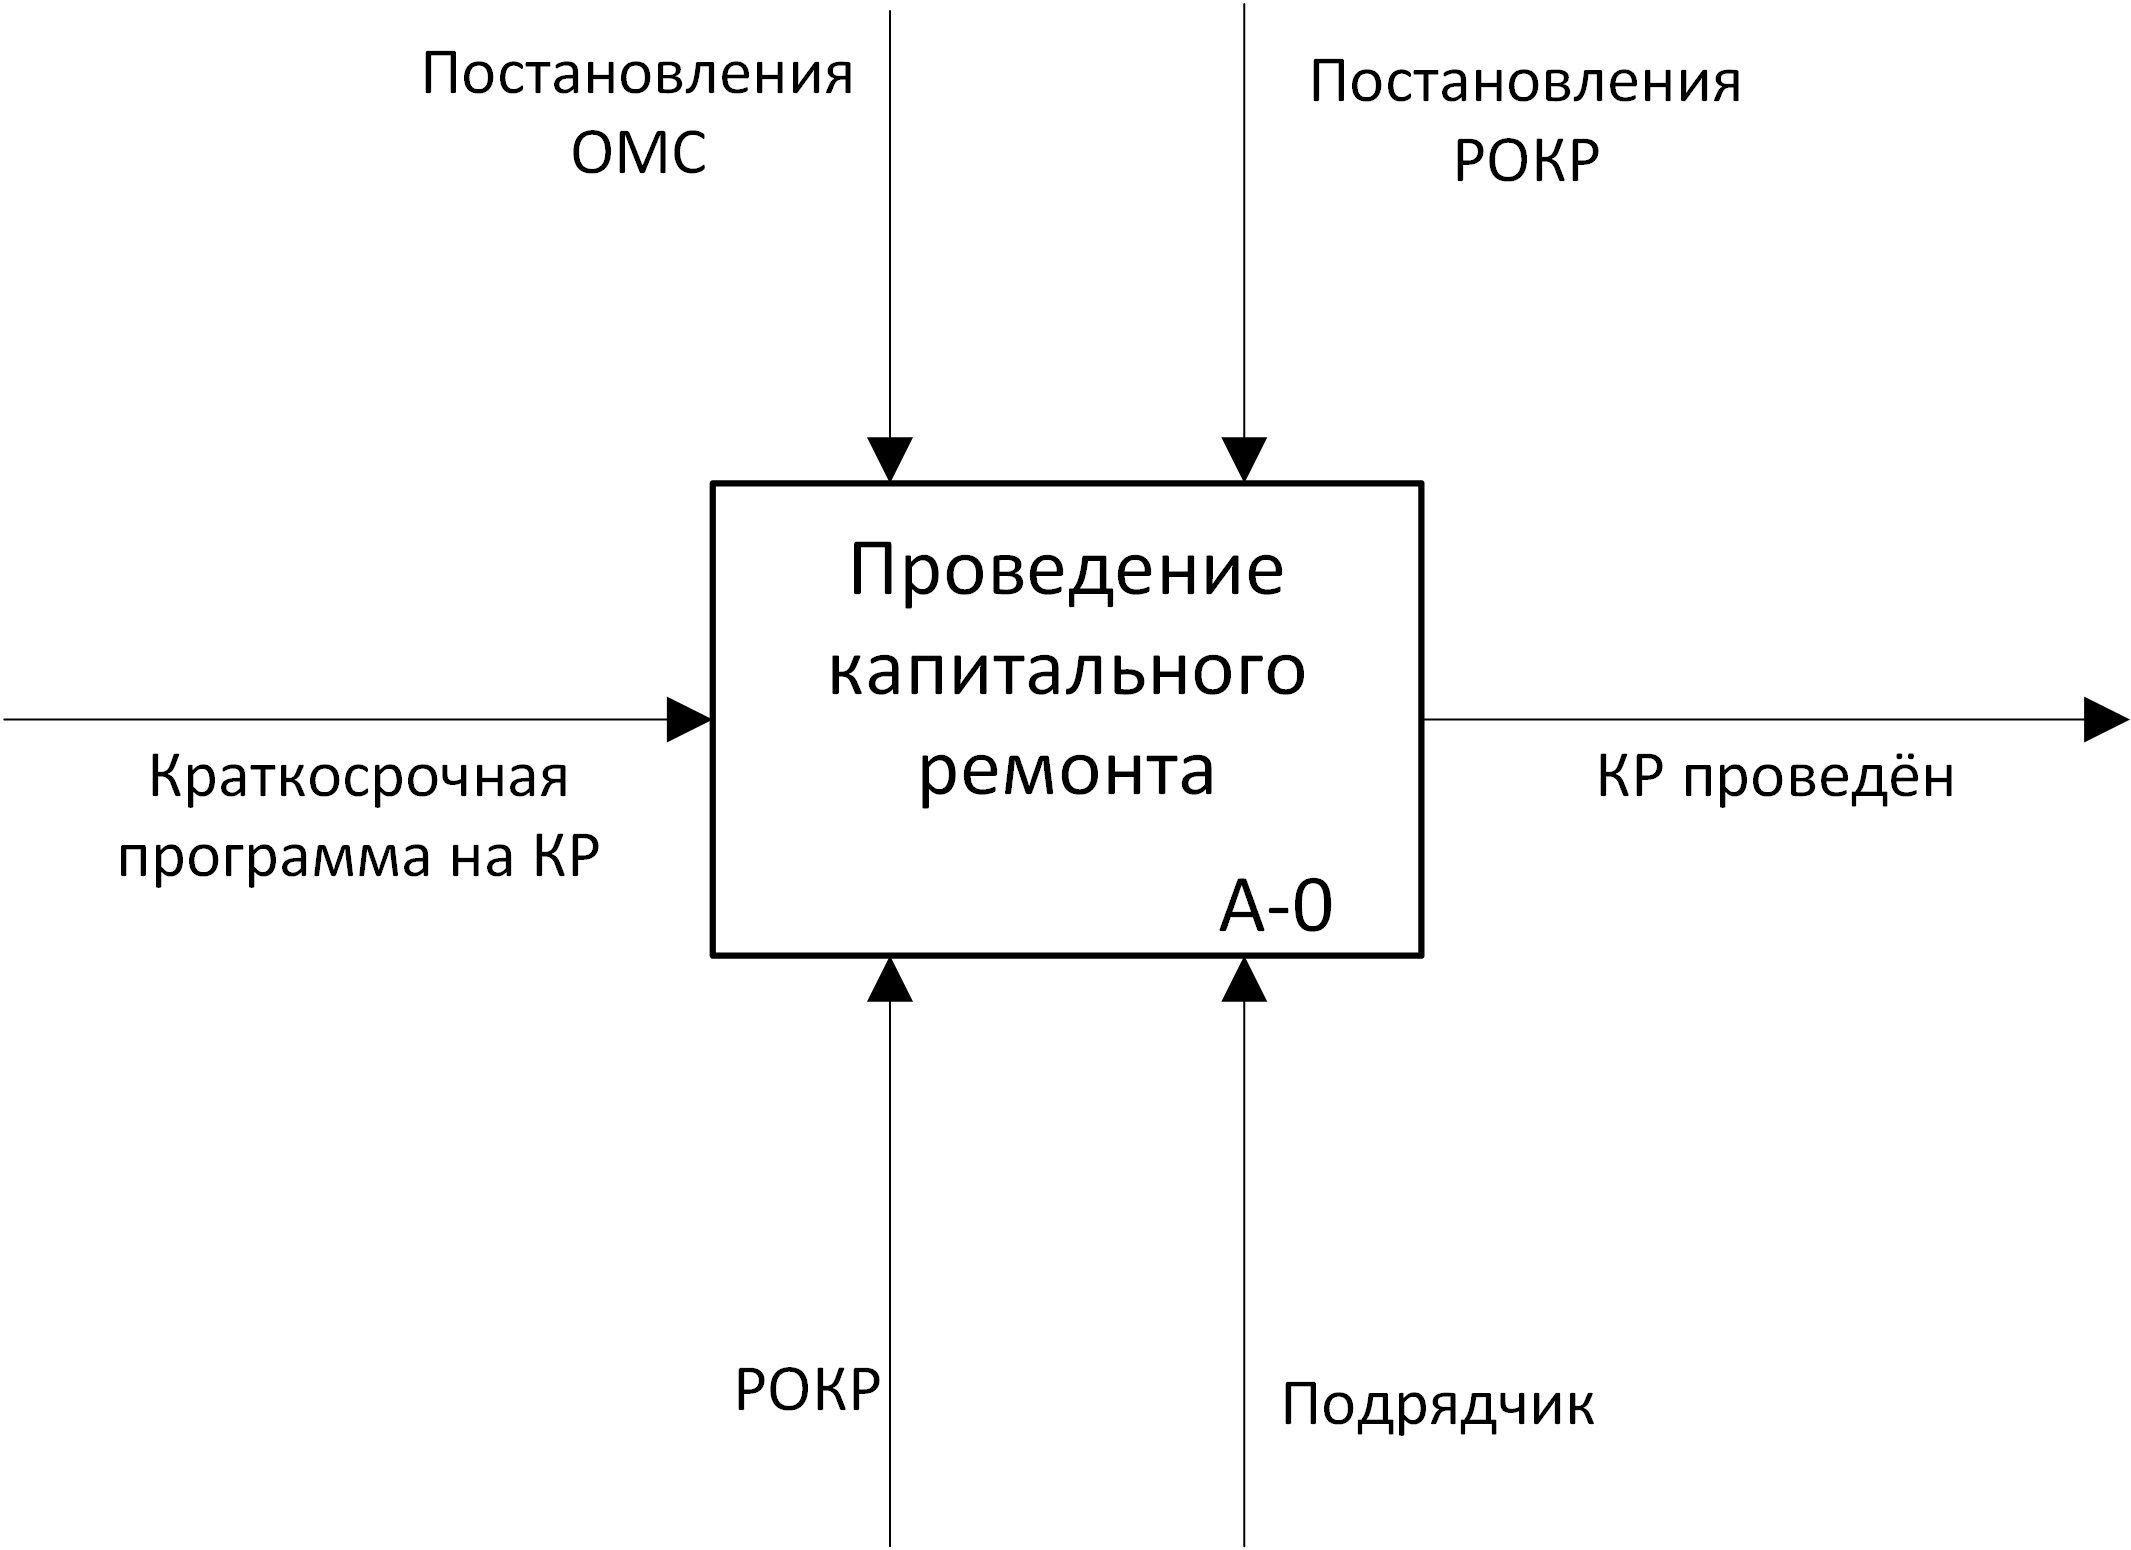 Постановления
ОМС
Постановления
РОКР
Проведение
капитального
ремонта
А-0
Краткосрочная
программа на КР
КР проведён
РОКР
Подрядчик